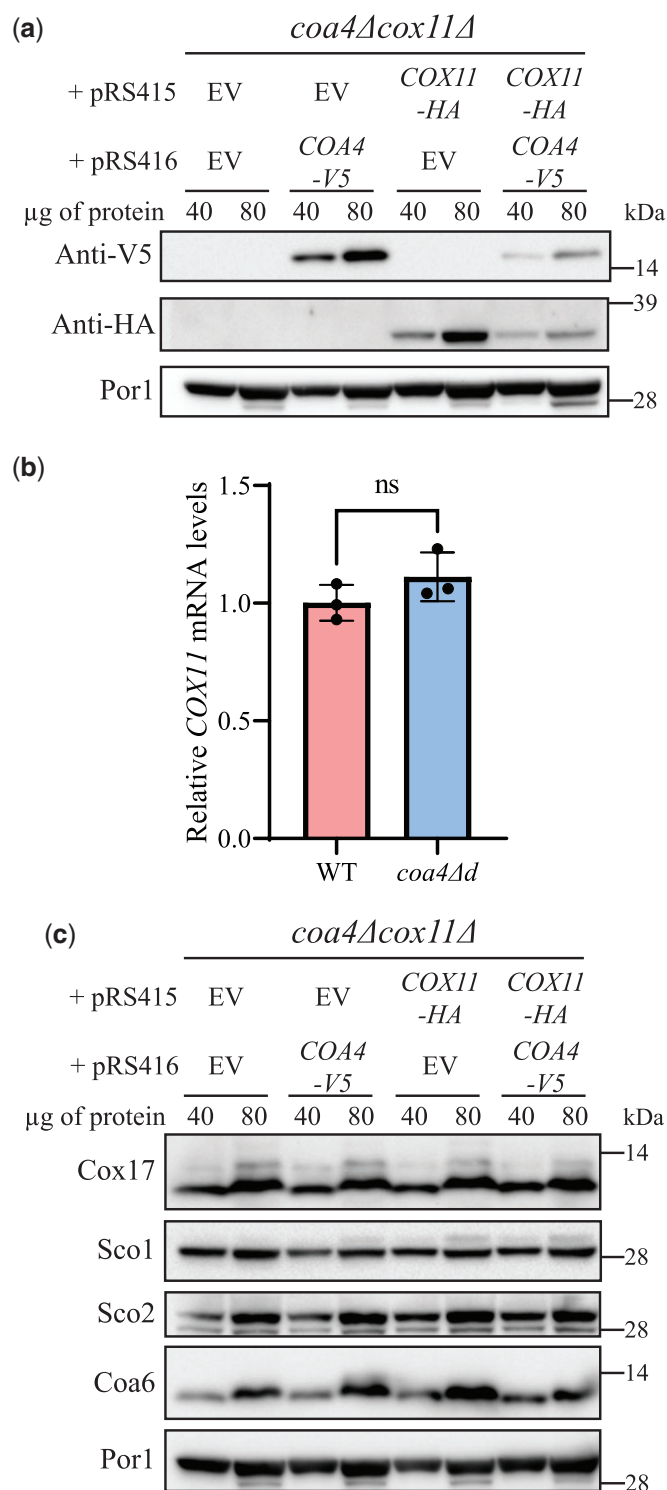 (a)
coa4Δcox11Δ
+ pRS415 EV EV COX11 -HA COX11 -HA
+ pRS416 EV COA4 -V5 EV COA4 -V5
µg of protein 40 80 40 80 40 80 40 80 kDa
Anti-V5 14
39
Anti-HA
Por1 28
(b)
Relative COX11 mRNA levels
1.5
ns
1.0
0.5
0.0
WT coa4Δd
(c)
coa4Δcox11Δ
+ pRS415 EV EV COX11 -HA COX11 -HA
+ pRS416 EV COA4 -V5 EV COA4 -V5
µg of protein 40 80 40 80 40 80 40 80 kDa
Cox17 14
Sco1 28
Sco2 28
Coa6 14
Por1 28